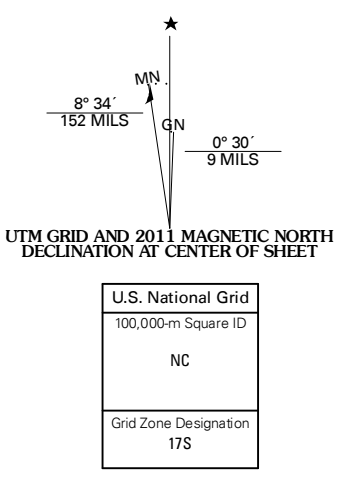 MN
8° 34´
152 MILS
GN
0° 30´
9 MILS
UTM GRID AND 2011 MAGNETIC NORTH
DECLINATION AT CENTER OF SHEET
U.S. National Grid
100,000-m Square ID
NC
Grid Zone Designation
17S